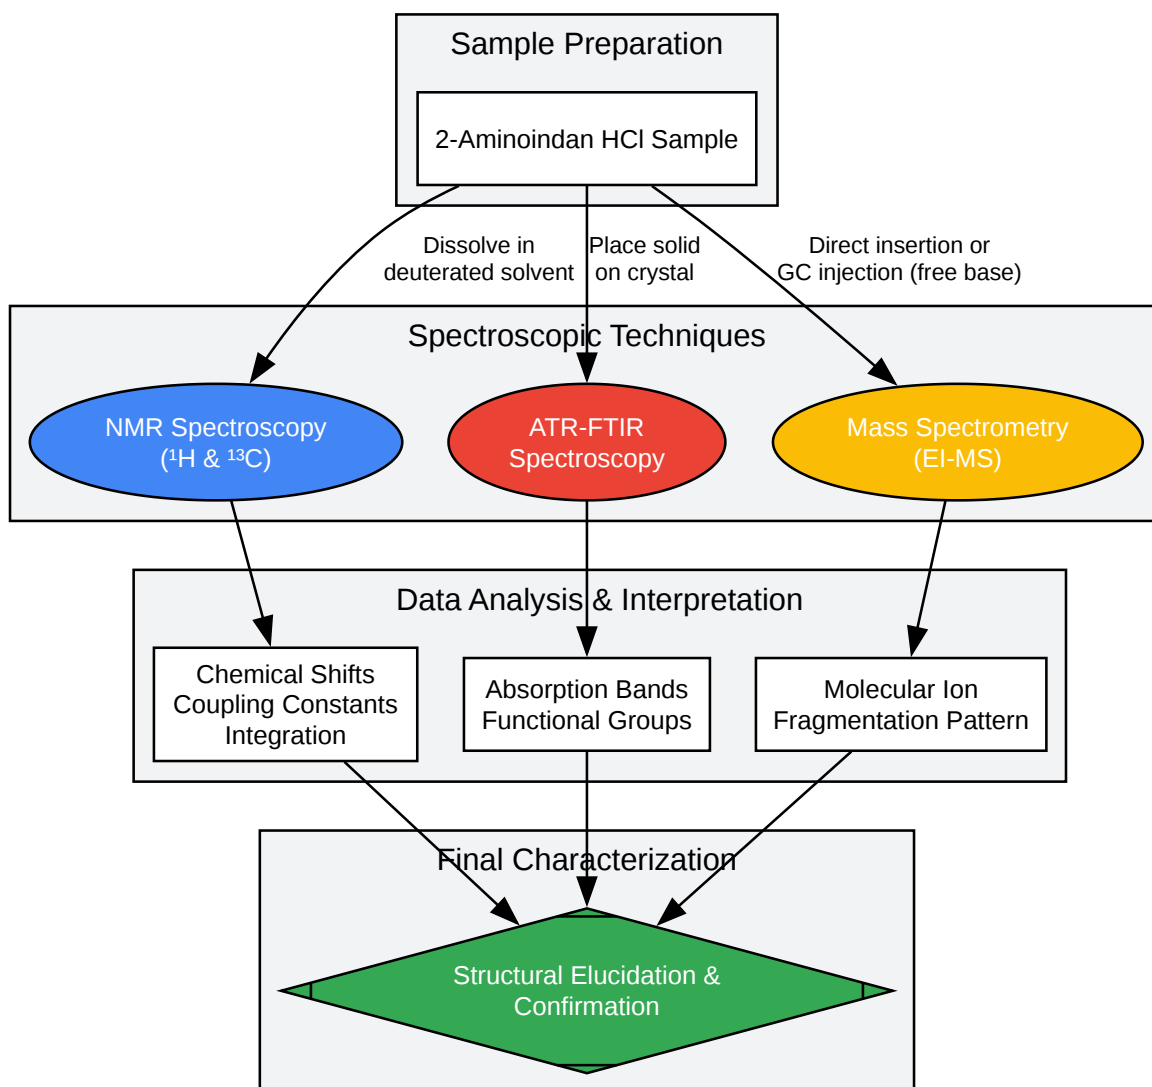 Sample Preparation
2-Aminoindan HCl Sample
Dissolve in
deuterated solvent
Place solid
on crystal
Direct insertion or
GC injection (free base)
Spectroscopic Techniques
NMR Spectroscopy
(¹H & ¹³C)
ATR-FTIR
Spectroscopy
Mass Spectrometry
(EI-MS)
Data Analysis & Interpretation
Chemical Shifts
Coupling Constants
Integration
Absorption Bands
Functional Groups
Molecular Ion
Fragmentation Pattern
Final Characterization
Structural Elucidation &
Confirmation